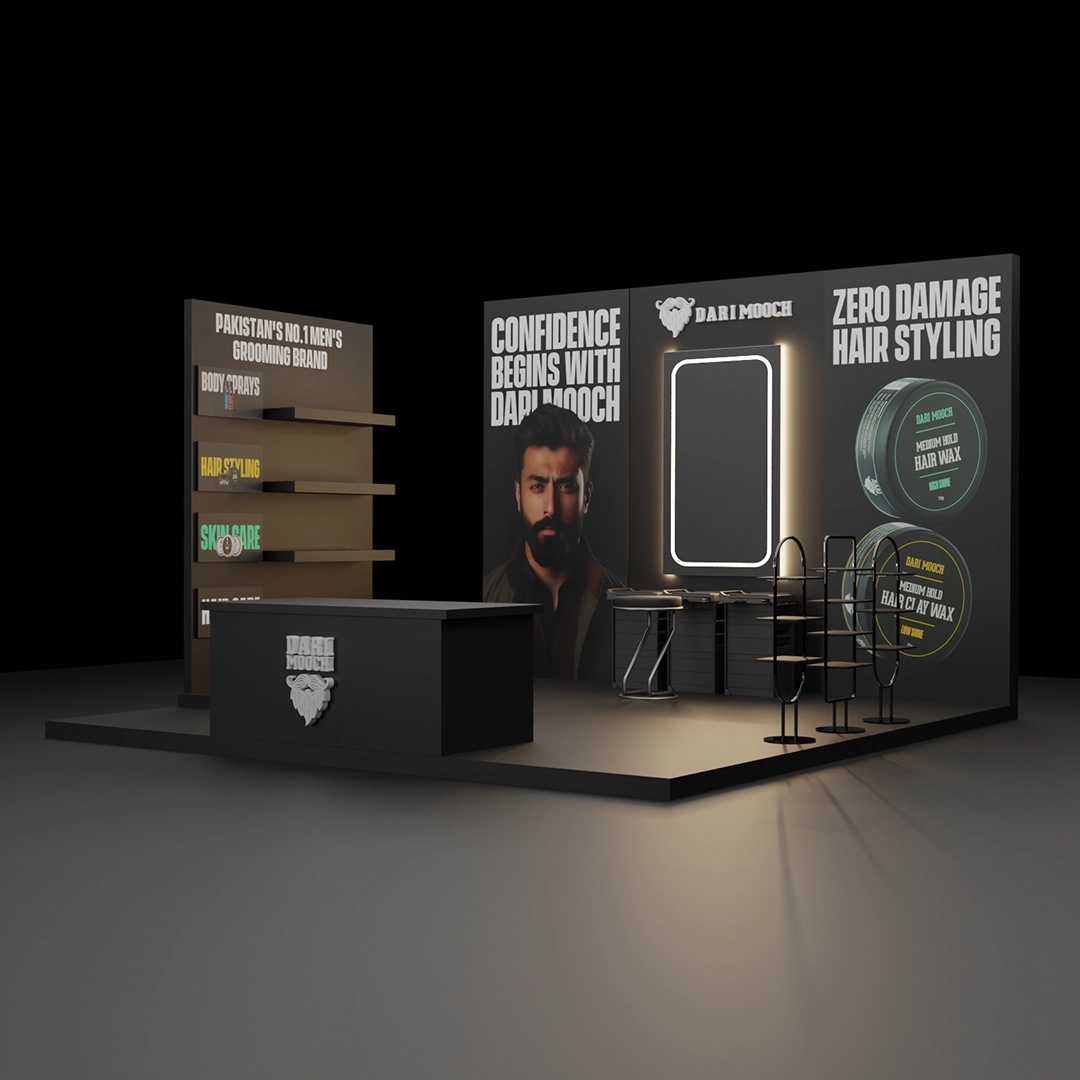 PAKISTAN'S NO.1 MEN'S
GROOMING BRAND
BODY SPRAYS
HAIR STYLING
SKIN CARE
DARI
MOOCH
CONFIDENCE
BEGINS WITH
DARI MOOCH
DARI MOOCH
ZERO DAMAGE
HAIR STYLING
DARI MOOCH
MEDIUM HOLD
HAIR WAX
HIGH SHINE
DARI MOOCH
MEDIUM HOLD
HAIR CLAY WAX
LOW SHINE